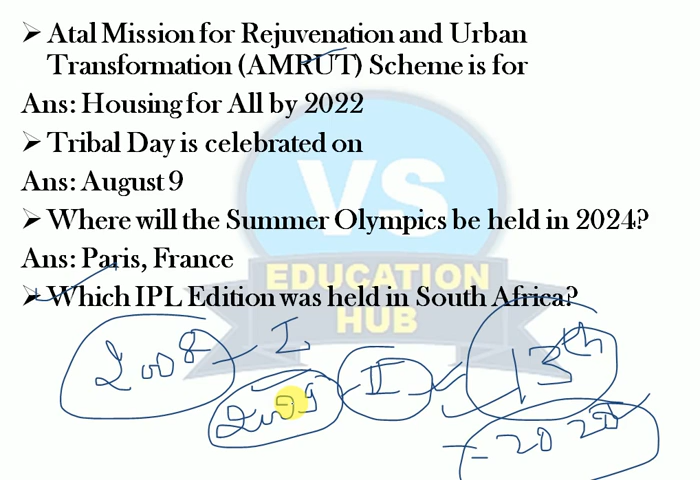 ➢ Atal Mission for Rejuvenation and Urban
Transformation (AMRUT) Scheme is for
Ans: Housing for All by 2022
➢ Tribal Day is celebrated on
Ans: August 9
➢ Where will the Summer Olympics be held in 2024?
Ans: Paris, France
➢ Which IPL Edition was held in South Africa?
VS
EDUCATION
HUB
2008 - I
2009 - II
13th
- 2020